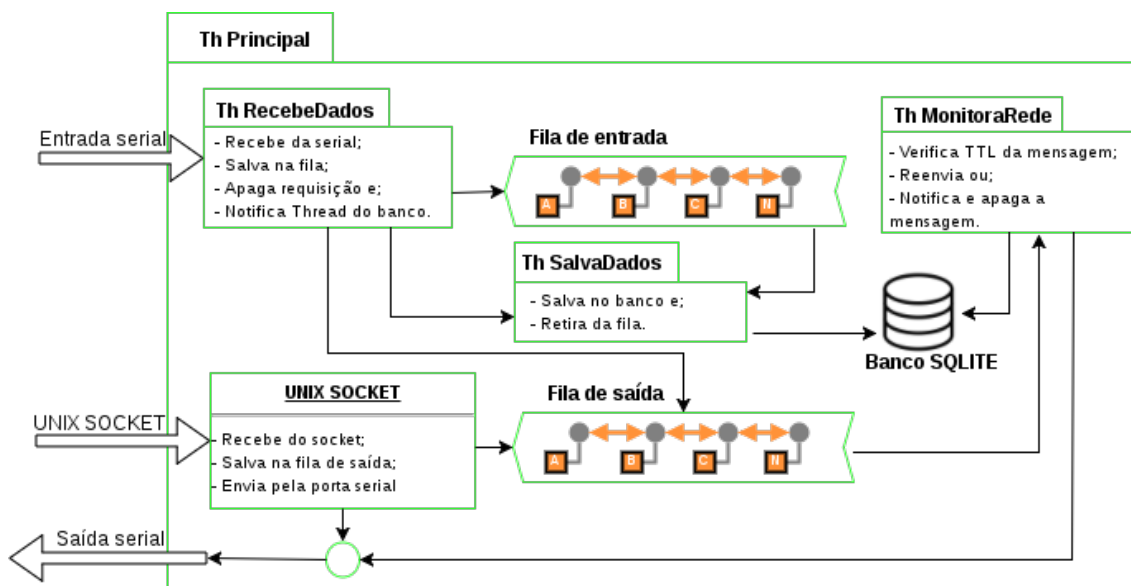 Th Principal
Th RecebeDados
Entrada serial
- Recebe da serial;
- Salva na fila;
- Apaga requisição e;
- Notifica Thread do banco.
Fila de entrada
A B C N
Th MonitoraRede
- Verifica TTL da mensagem;
- Reenvia ou;
- Notifica e apaga a
mensagem.
Th SalvaDados
- Salva no banco e;
- Retira da fila.
Banco SQLITE
UNIX SOCKET
UNIX SOCKET
- Recebe do socket;
- Salva na fila de saída;
- Envia pela porta serial
Fila de saída
A B C N
Saída serial